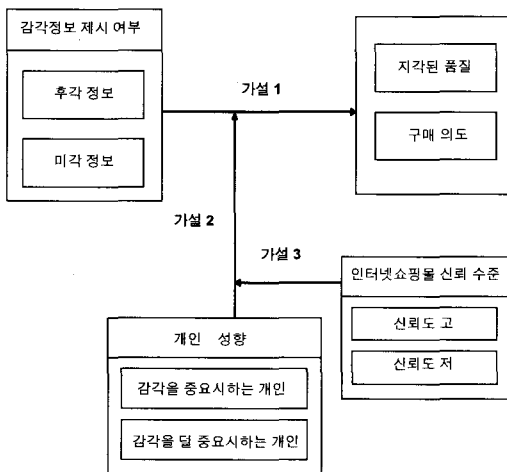 감각정보 제시 여부
후각 정보
미각 정보
가설 1
지각된 품질
구매 의도
가설 2
가설 3
인터넷쇼핑몰 신뢰 수준
신뢰도 고
신뢰도 저
개인 성향
감각을 중요시하는 개인
감각을 덜 중요시하는 개인